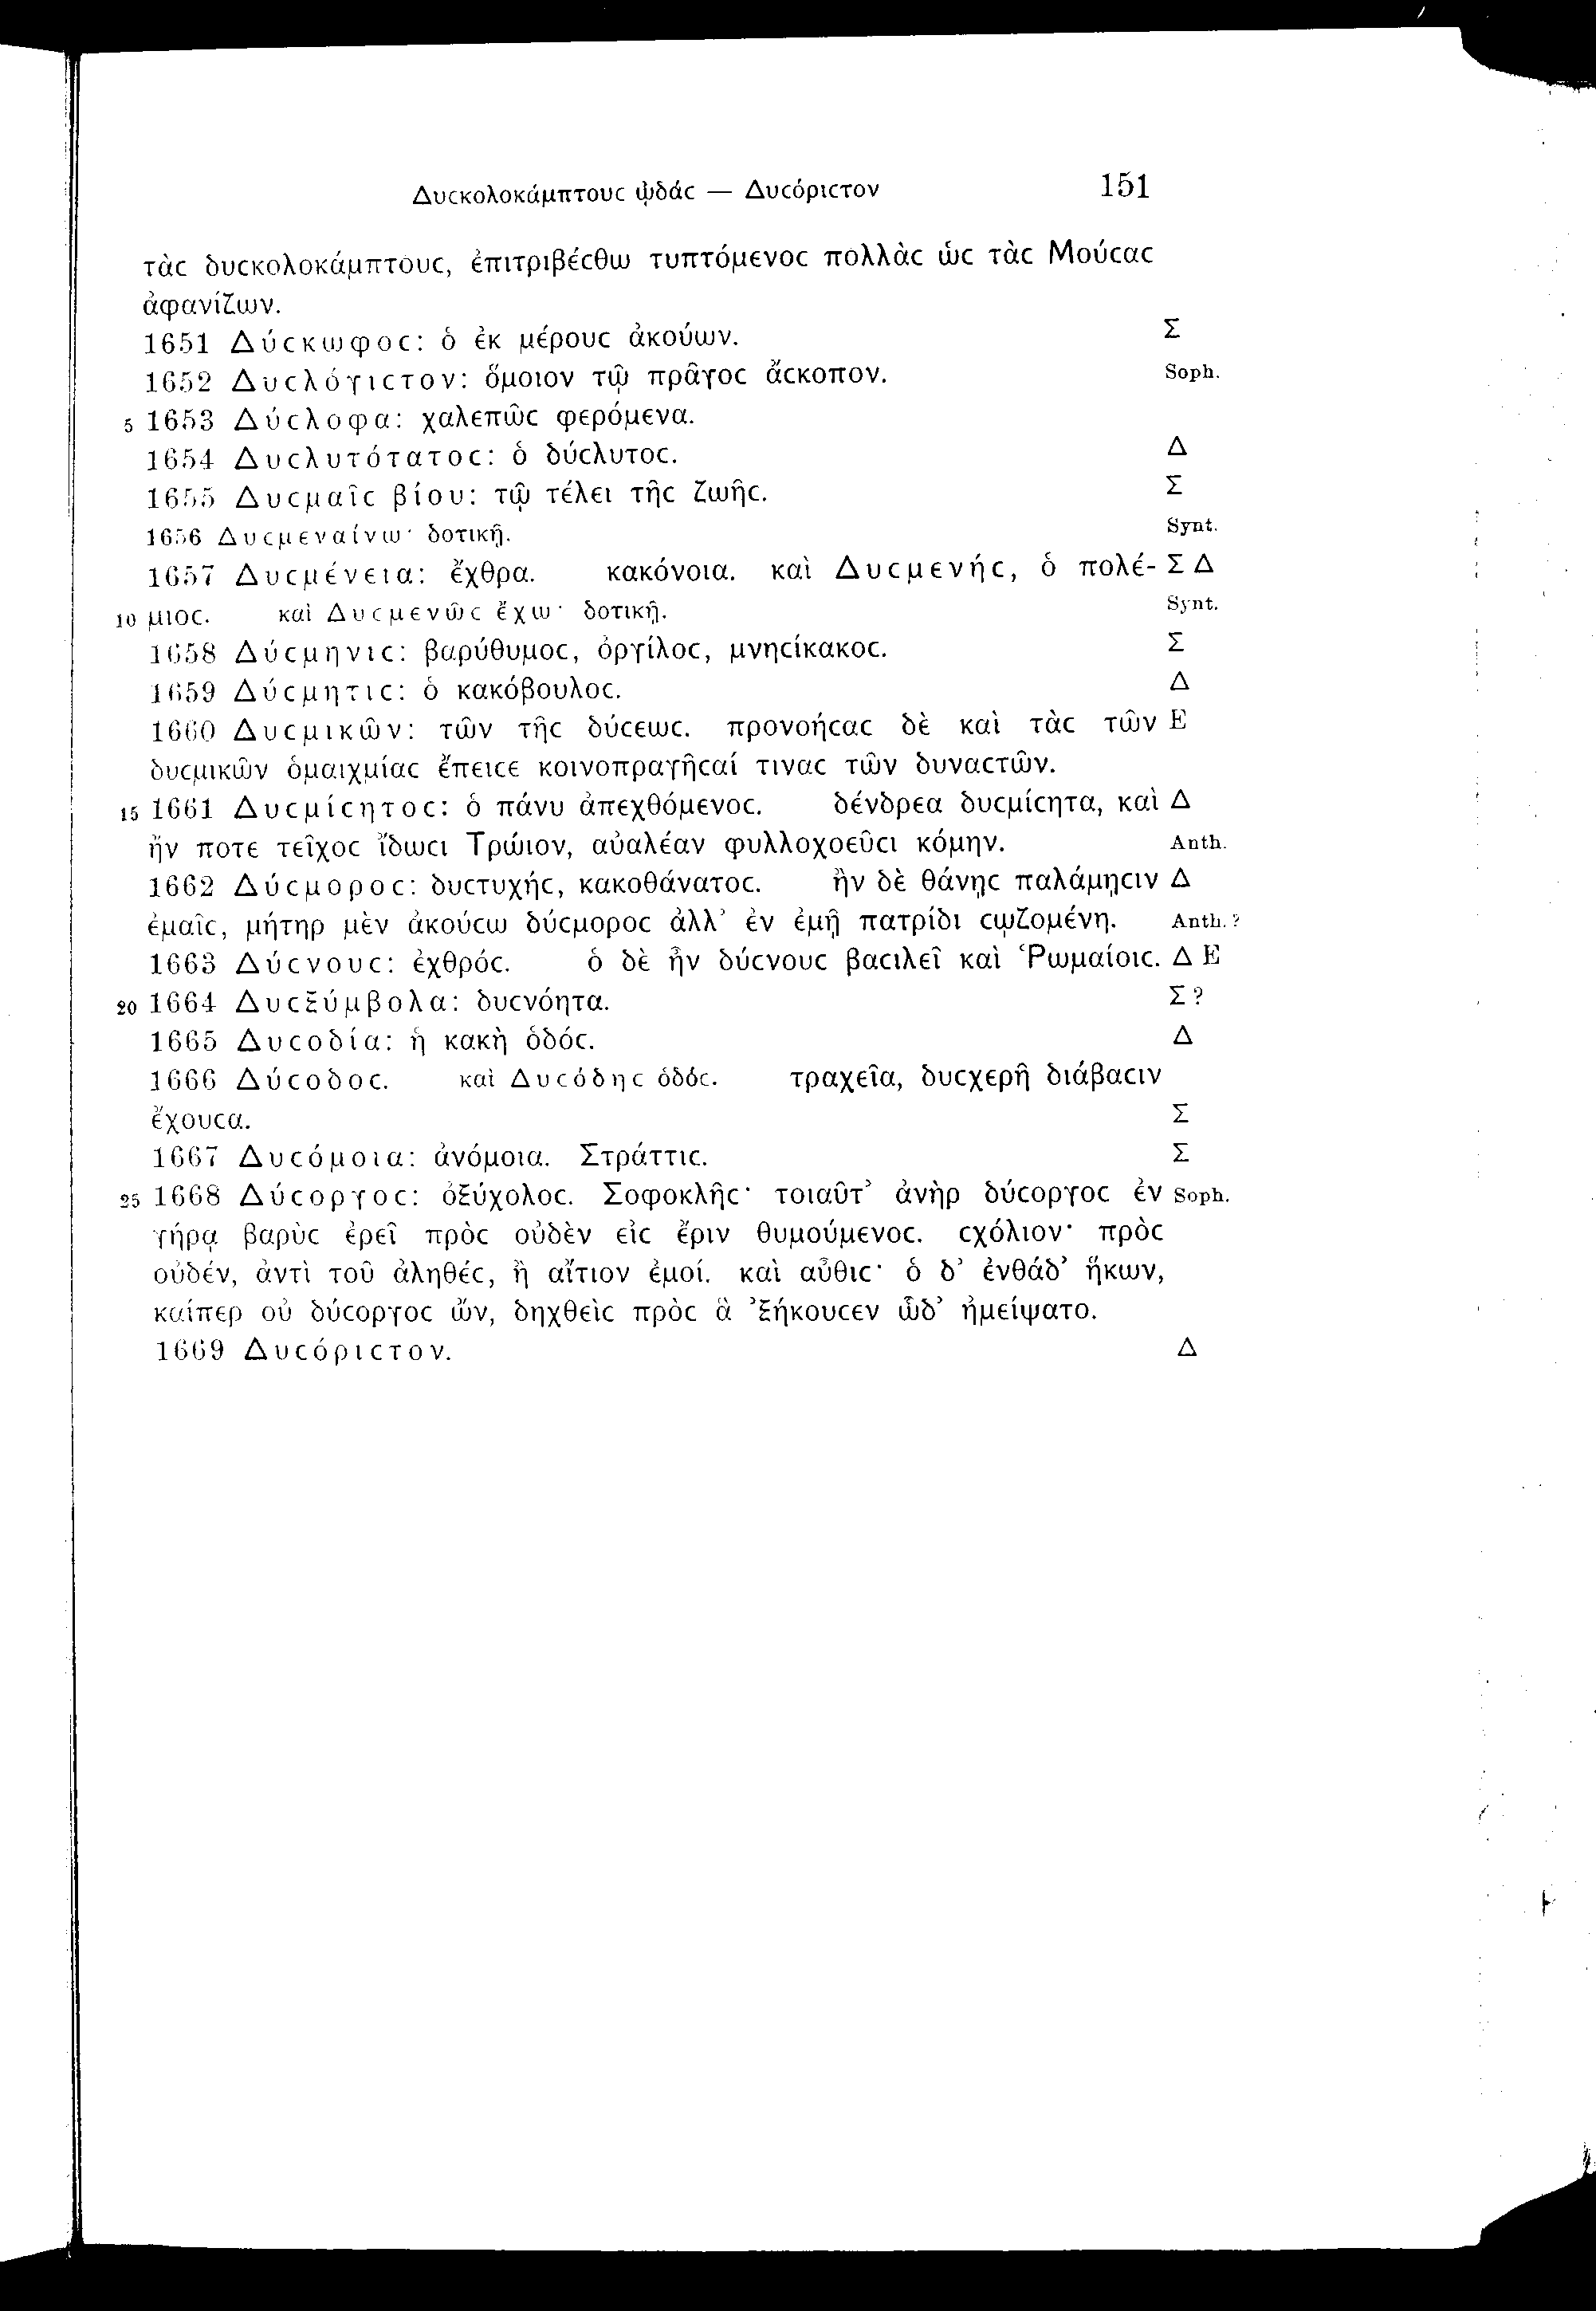 Δυϲκολοκάμπτουϲ ᾠδάϲ — Δυϲόριϲτον 151
τὰϲ δυϲκολοκάμπτουϲ, ἐπιτριβέϲθω τυπτόμενοϲ πολλὰϲ ὡϲ τὰϲ Μούϲαϲ
ἀφανίζων.
1651 Δύϲκωφοϲ: ὁ ἐκ μέρουϲ ἀκούων. Σ
1652 Δυϲλόγιϲτον: ὅμοιον τῷ πρᾶγοϲ ἄϲκοπον. Soph.
5 1653 Δύϲλοφα: χαλεπῶϲ φερόμενα.
1654 Δυϲλυτότατοϲ: ὁ δύϲλυτοϲ. Δ
1655 Δυϲμαῖϲ βίου: τῷ τέλει τῆϲ ζωῆϲ. Σ
1656 Δυϲμεναίνω· δοτικῇ. Synt.
1657 Δυϲμένεια: ἔχθρα. κακόνοια. καὶ Δυϲμενήϲ, ὁ πολέ- Σ Δ
10 μιοϲ. καὶ Δυϲμενῶϲ ἔχω· δοτικῇ. Synt.
1658 Δύϲμηνιϲ: βαρύθυμοϲ, ὀργίλοϲ, μνηϲίκακοϲ. Σ
1659 Δύϲμητιϲ: ὁ κακόβουλοϲ. Δ
1660 Δυϲμικῶν: τῶν τῆϲ δύϲεωϲ. προνοήϲαϲ δὲ καὶ τὰϲ τῶν E
δυϲμικῶν ὁμαιχμίαϲ ἔπειϲε κοινοπραγῆϲαί τιναϲ τῶν δυναϲτῶν.
15 1661 Δυϲμίϲητοϲ: ὁ πάνυ ἀπεχθόμενοϲ. δένδρεα δυϲμίϲητα, καὶ Δ
ἤν ποτε τεῖχοϲ ἴδωϲι Τρώιον, αὐαλέαν φυλλοχοεῦϲι κόμην. Anth.
1662 Δύϲμοροϲ: δυϲτυχήϲ, κακοθάνατοϲ. ἢν δὲ θάνῃϲ παλάμῃϲιν Δ
ἐμαῖϲ, μήτηρ μὲν ἀκούϲω δύϲμοροϲ ἀλλ’ ἐν ἐμῇ πατρίδι ϲῳζομένη. Anth.?
1663 Δύϲνουϲ: ἐχθρόϲ. ὁ δὲ ἦν δύϲνουϲ βαϲιλεῖ καὶ Ῥωμαίοιϲ. Δ E
20 1664 Δυϲξύμβολα: δυϲνόητα. Σ?
1665 Δυϲοδία: ἡ κακὴ ὁδόϲ. Δ
1666 Δύϲοδοϲ. καὶ Δυϲόδηϲ ὁδόϲ. τραχεῖα, δυϲχερῆ διάβαϲιν
ἔχουϲα. Σ
1667 Δυϲόμοια: ἀνόμοια. Στράττιϲ. Σ
25 1668 Δύϲοργοϲ: ὀξύχολοϲ. Σοφοκλῆϲ· τοιαῦτ’ ἀνὴρ δύϲοργοϲ ἐν Soph.
γήρᾳ βαρὺϲ ἐρεῖ πρὸϲ οὐδὲν εἰϲ ἔριν θυμούμενοϲ. ϲχόλιον· πρὸϲ
οὐδέν, ἀντὶ τοῦ ἀληθέϲ, ἢ αἴτιον ἐμοί. καὶ αὖθιϲ· ὁ δ’ ἐνθάδ’ ἥκων,
καίπερ οὐ δύϲοργοϲ ὤν, δηχθεὶϲ πρὸϲ ἃ ’ξήκουϲεν ὧδ’ ἠμείψατο.
1669 Δυϲόριϲτον. Δ